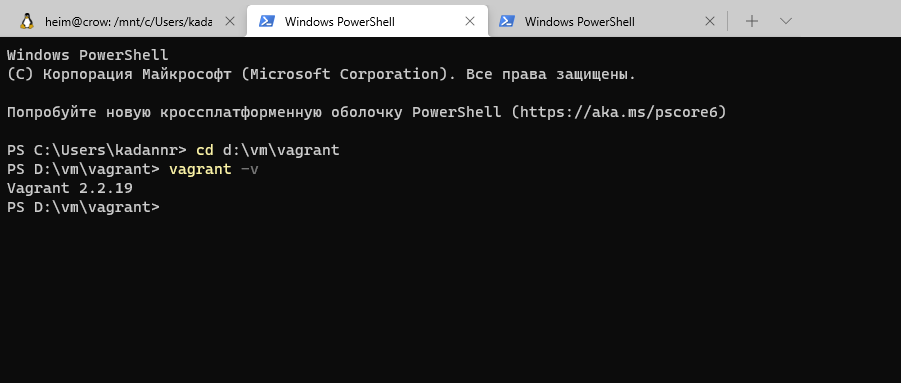 heim@crow: /mnt/c/Users/kada
Windows PowerShell
Windows PowerShell
Windows PowerShell
(C) Корпорация Майкрософт (Microsoft Corporation). Все права защищены.
Попробуйте новую кроссплатформенную оболочку PowerShell (https://aka.ms/pscore6)
PS C:\Users\kadannr> cd d:\vm\vagrant
PS D:\vm\vagrant> vagrant -v
Vagrant 2.2.19
PS D:\vm\vagrant>